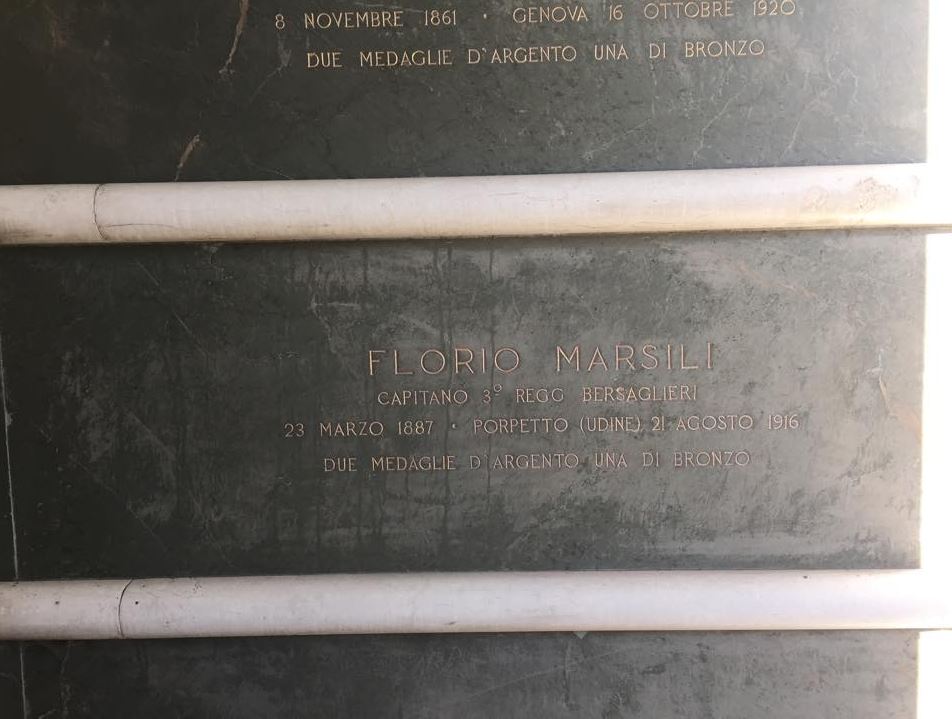 8 NOVEMBRE 1861 · GENOVA 16 OTTOBRE 1920
DUE MEDAGLIE D'ARGENTO UNA DI BRONZO
FLORIO MARSILI
CAPITANO 3° REGG BERSAGLIERI
23 MARZO 1887 · PORPETTO (UDINE) 21 AGOSTO 1916
DUE MEDAGLIE D'ARGENTO UNA DI BRONZO